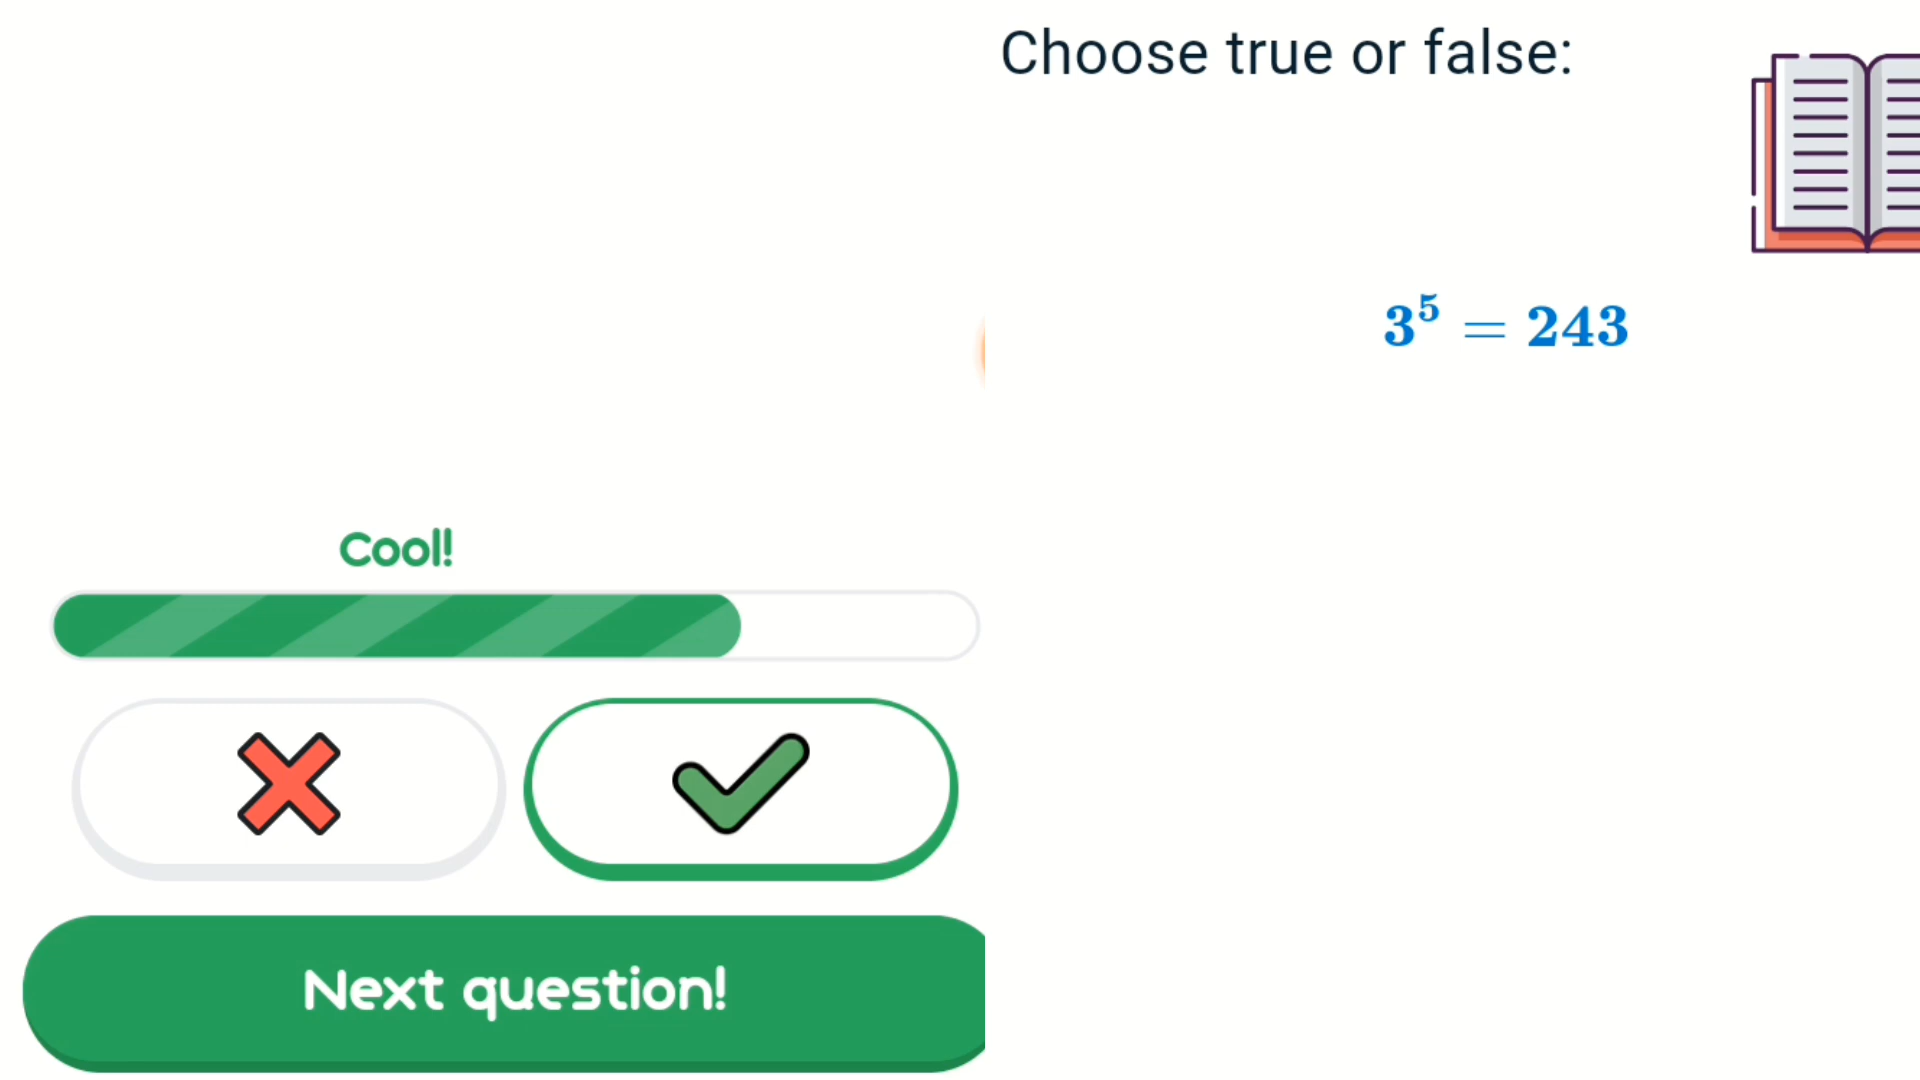 Choose true or false:
3⁵ = 243
Cool!
Next question!